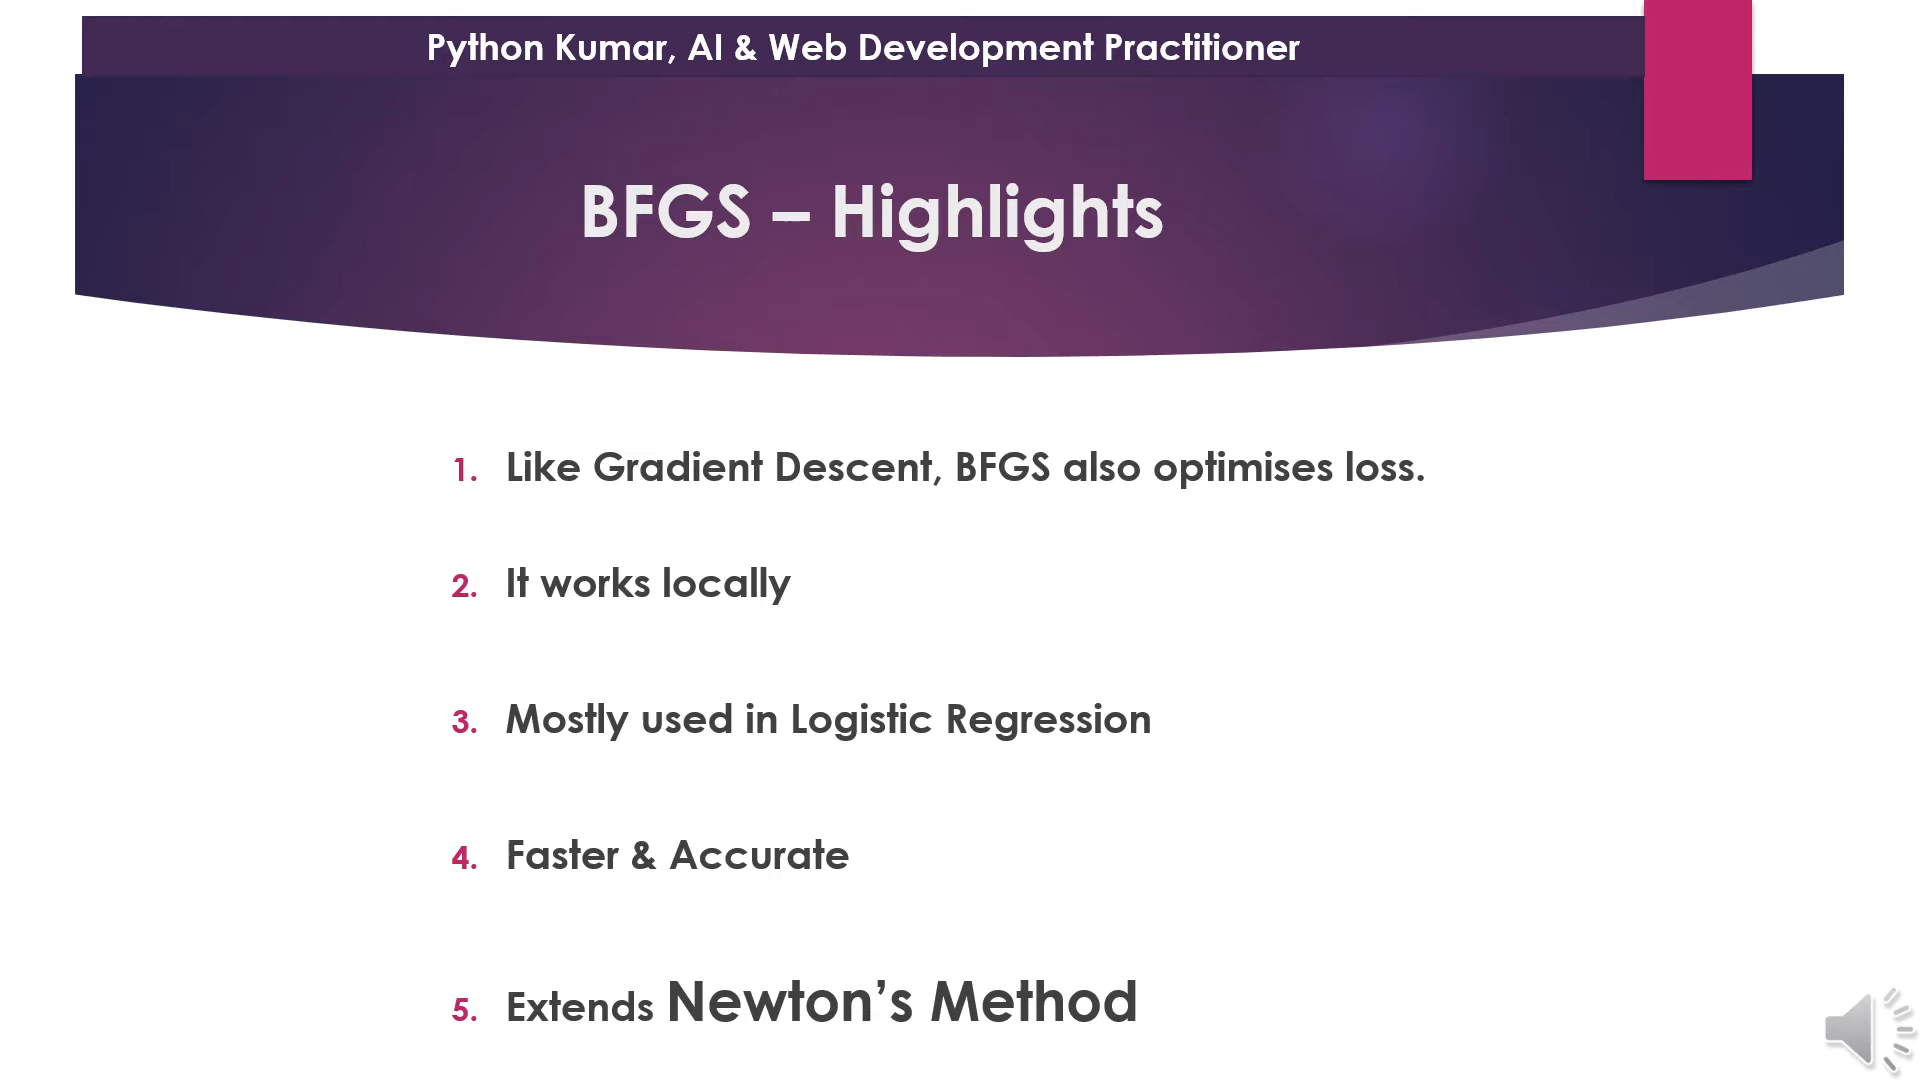 Python Kumar, AI & Web Development Practitioner
BFGS – Highlights
1. Like Gradient Descent, BFGS also optimises loss.
2. It works locally
3. Mostly used in Logistic Regression
4. Faster & Accurate
5. Extends Newton’s Method